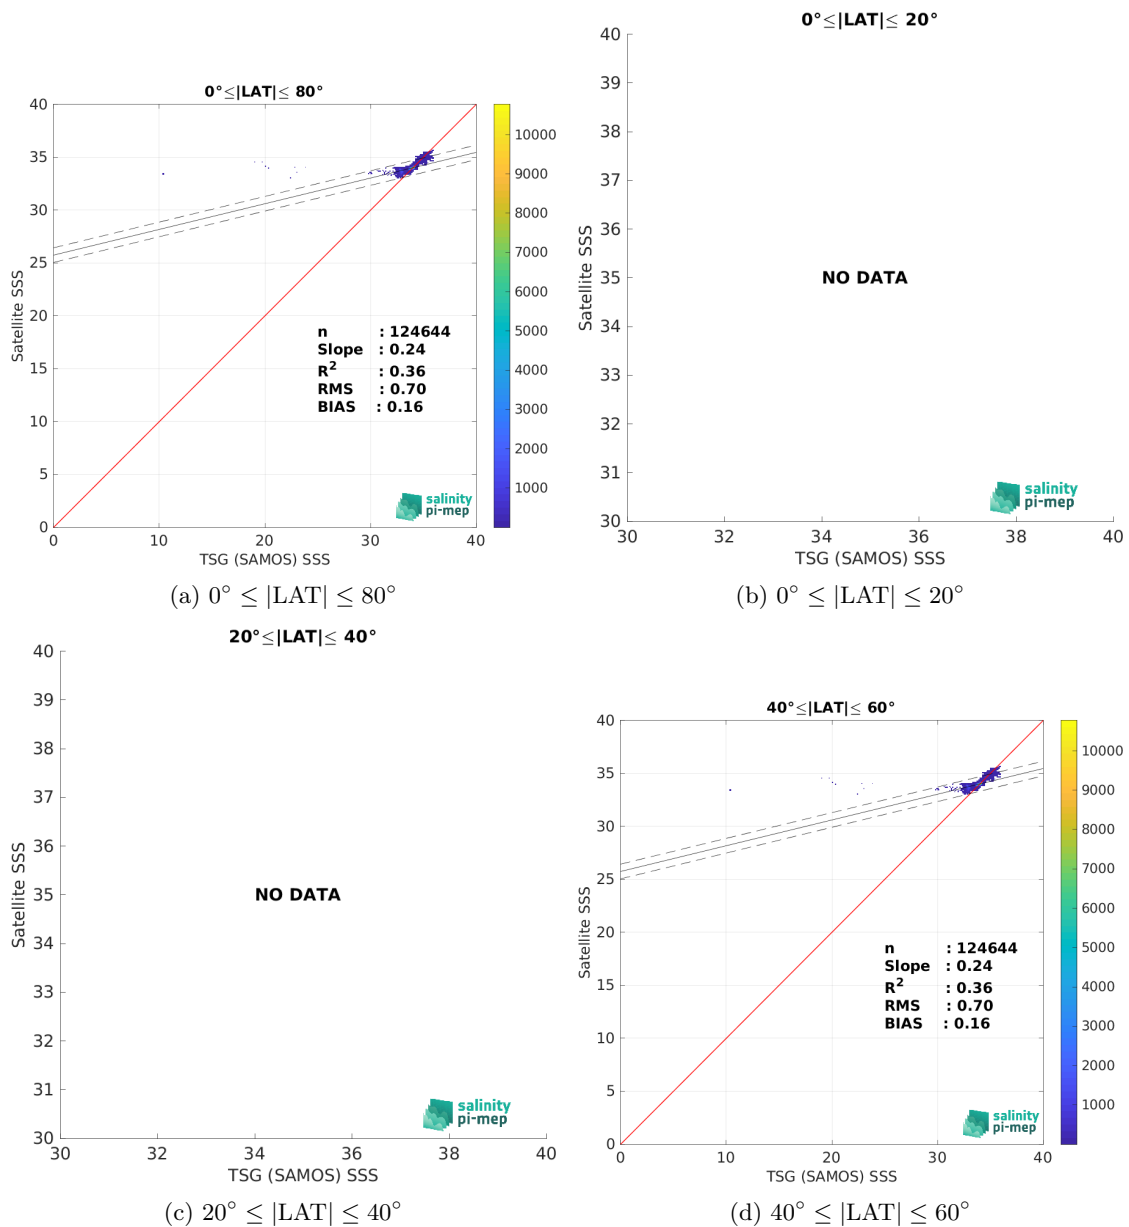 0°≤|LAT|≤ 80°
40
35
30
25
20
15
10
5
0
Satellite SSS
n : 124644
Slope : 0.24
R² : 0.36
RMS : 0.70
BIAS : 0.16
salinity
pi-mep
0 10 20 30 40
TSG (SAMOS) SSS
10000
9000
8000
7000
6000
5000
4000
3000
2000
1000
(a) 0° ≤ |LAT| ≤ 80°
0°≤|LAT|≤ 20°
40
39
38
37
36
35
34
33
32
31
30
Satellite SSS
NO DATA
salinity
pi-mep
30 32 34 36 38 40
TSG (SAMOS) SSS
(b) 0° ≤ |LAT| ≤ 20°
20°≤|LAT|≤ 40°
40
39
38
37
36
35
34
33
32
31
30
Satellite SSS
NO DATA
salinity
pi-mep
30 32 34 36 38 40
TSG (SAMOS) SSS
(c) 20° ≤ |LAT| ≤ 40°
40°≤|LAT|≤ 60°
40
35
30
25
20
15
10
5
0
Satellite SSS
n : 124644
Slope : 0.24
R² : 0.36
RMS : 0.70
BIAS : 0.16
salinity
pi-mep
0 10 20 30 40
TSG (SAMOS) SSS
10000
9000
8000
7000
6000
5000
4000
3000
2000
1000
(d) 40° ≤ |LAT| ≤ 60°